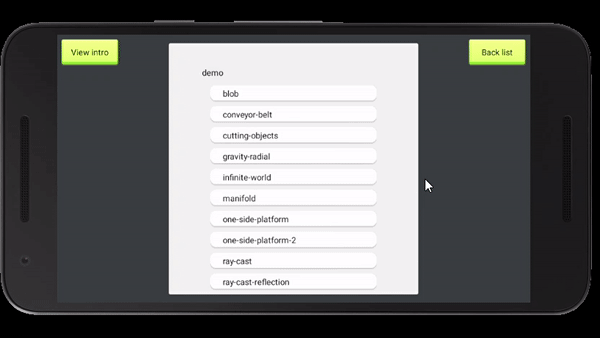 View intro
Back list
demo
blob
conveyor-belt
cutting-objects
gravity-radial
infinite-world
manifold
one-side-platform
one-side-platform-2
ray-cast
ray-cast-reflection